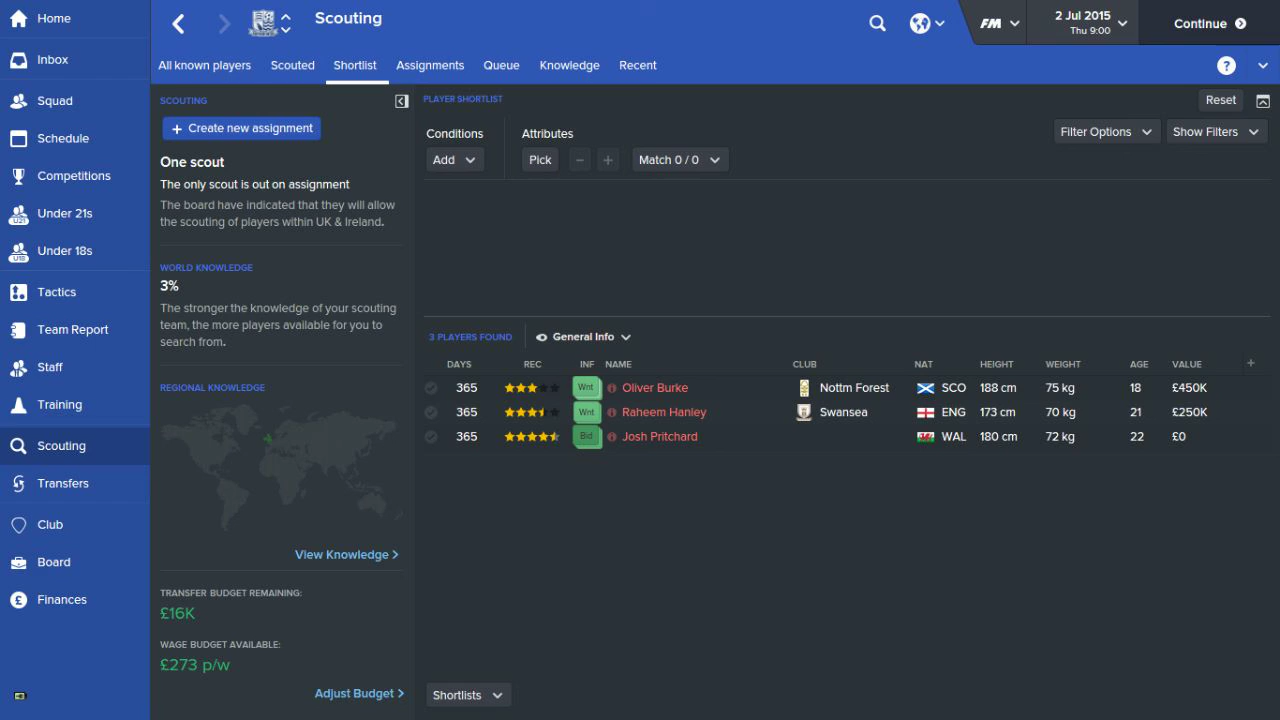 Home
Inbox
Squad
Schedule
Competitions
U21
Under 21s
U18
Under 18s
Tactics
Team Report
Staff
Training
Scouting
Transfers
Club
Board
Finances
Scouting
FM
2 Jul 2015
Thu 9:00
Continue
All known players Scouted Shortlist Assignments Queue Knowledge Recent
?
SCOUTING
+ Create new assignment
One scout
The only scout is out on assignment
The board have indicated that they will allow
the scouting of players within UK & Ireland.
WORLD KNOWLEDGE
3%
The stronger the knowledge of your scouting
team, the more players available for you to
search from.
REGIONAL KNOWLEDGE
View Knowledge >
TRANSFER BUDGET REMAINING:
£16K
WAGE BUDGET AVAILABLE:
£273 p/w
Adjust Budget >
PLAYER SHORTLIST
Reset
Conditions Attributes
Filter Options Show Filters
Add Pick − + Match 0 / 0
3 PLAYERS FOUND General Info
DAYS REC INF NAME CLUB NAT HEIGHT WEIGHT AGE VALUE +
365 Wnt Oliver Burke Nottm Forest SCO 188 cm 75 kg 18 £450K
365 Wnt Raheem Hanley Swansea ENG 173 cm 70 kg 21 £250K
365 Bid Josh Pritchard WAL 180 cm 72 kg 22 £0
Shortlists